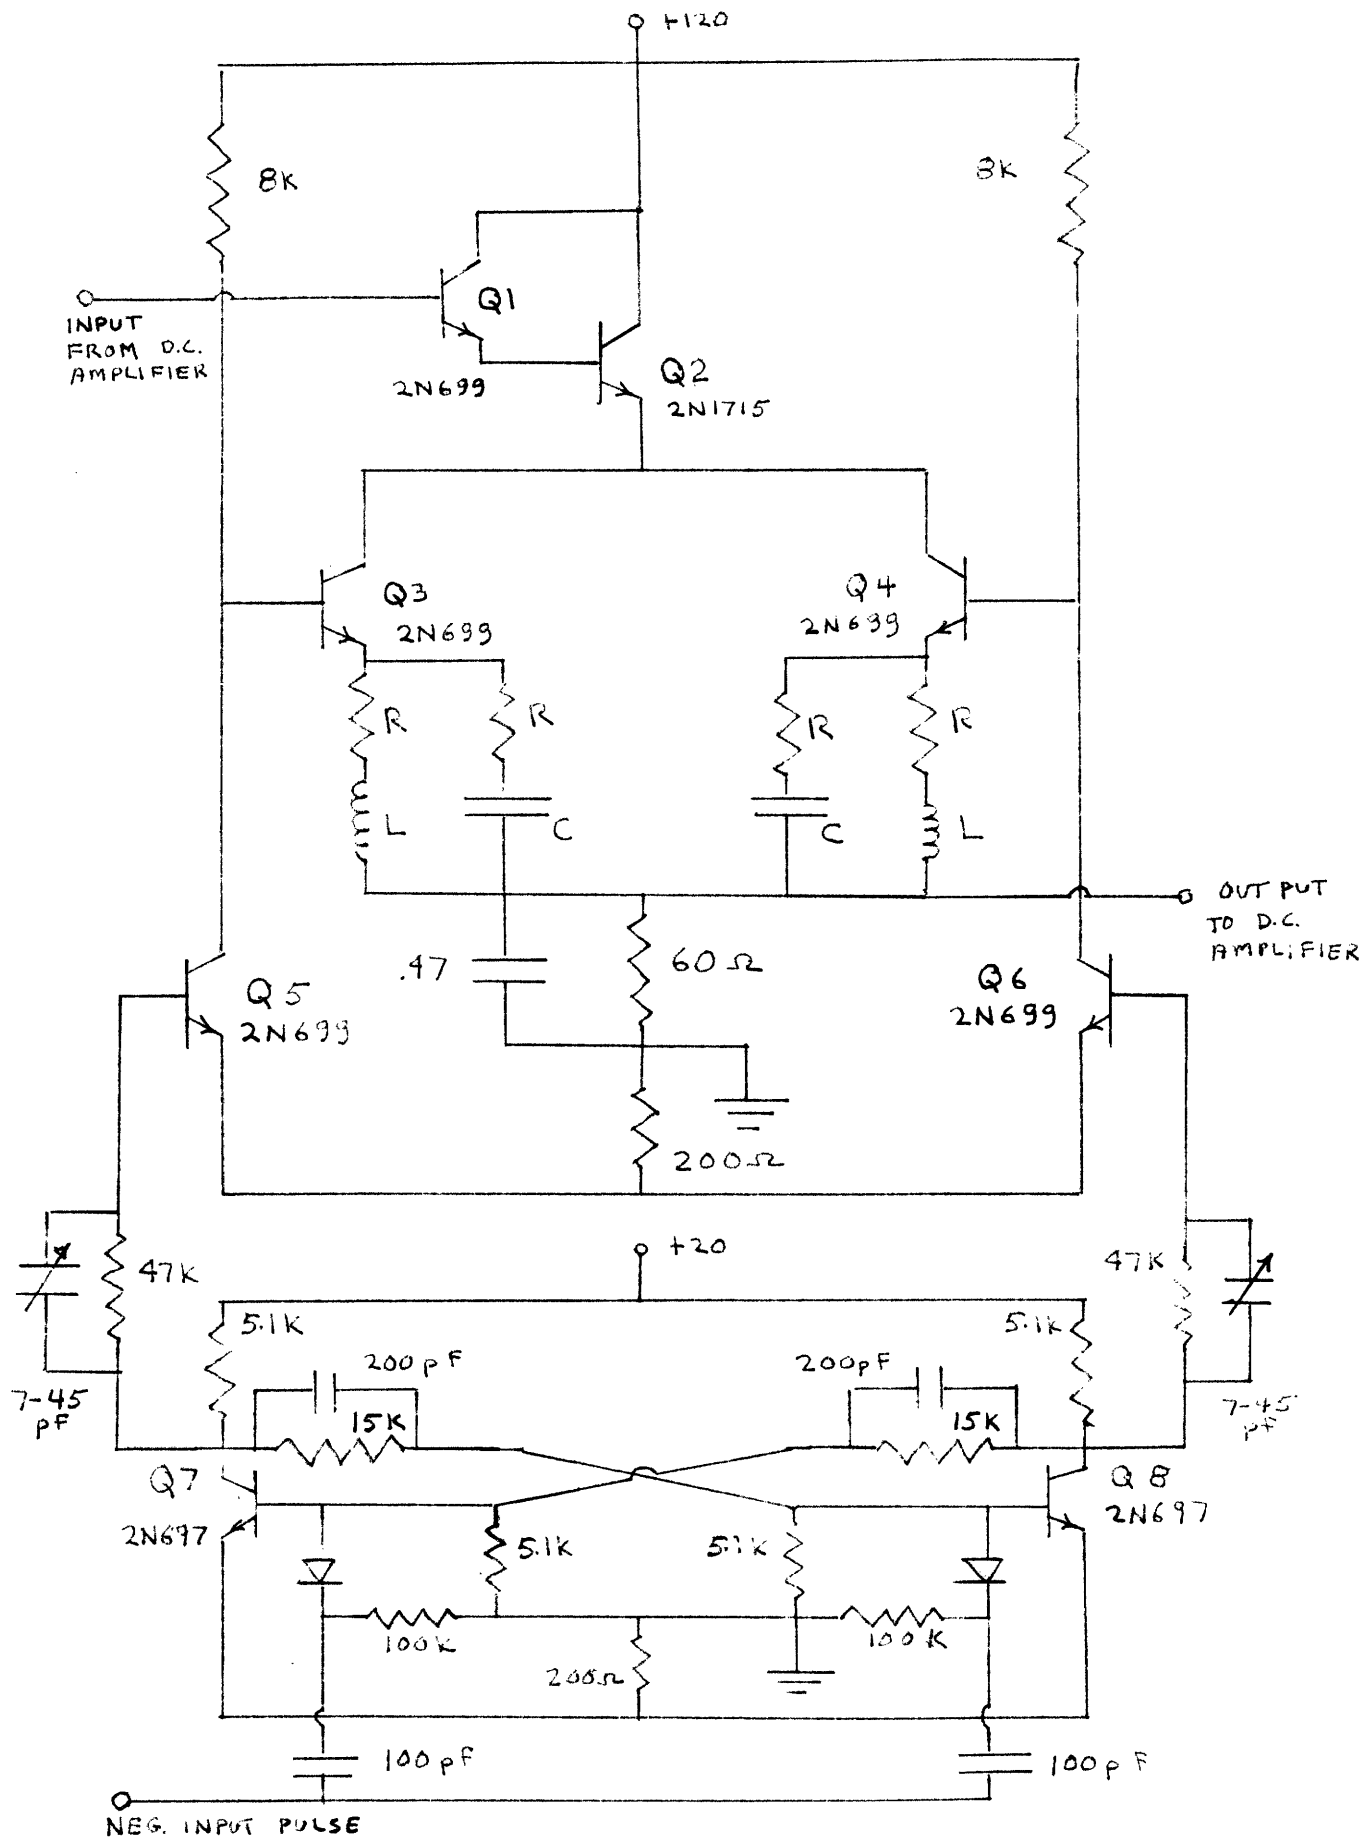 +120
8K
8K
Q1
INPUT
FROM D.C.
AMPLIFIER
2N699
Q2
2N1715
Q3
2N699
Q4
2N699
R
R
R
R
L
C
C
L
OUTPUT
TO D.C.
AMPLIFIER
.47
60Ω
Q5
2N699
Q6
2N699
200Ω
+20
47K
47K
5.1K
5.1K
200pF
200pF
7-45
pF
7-45
pF
15K
15K
Q7
2N697
Q8
2N697
5.1K
5.1K
100K
100K
200Ω
100pF
100pF
NEG. INPUT PULSE